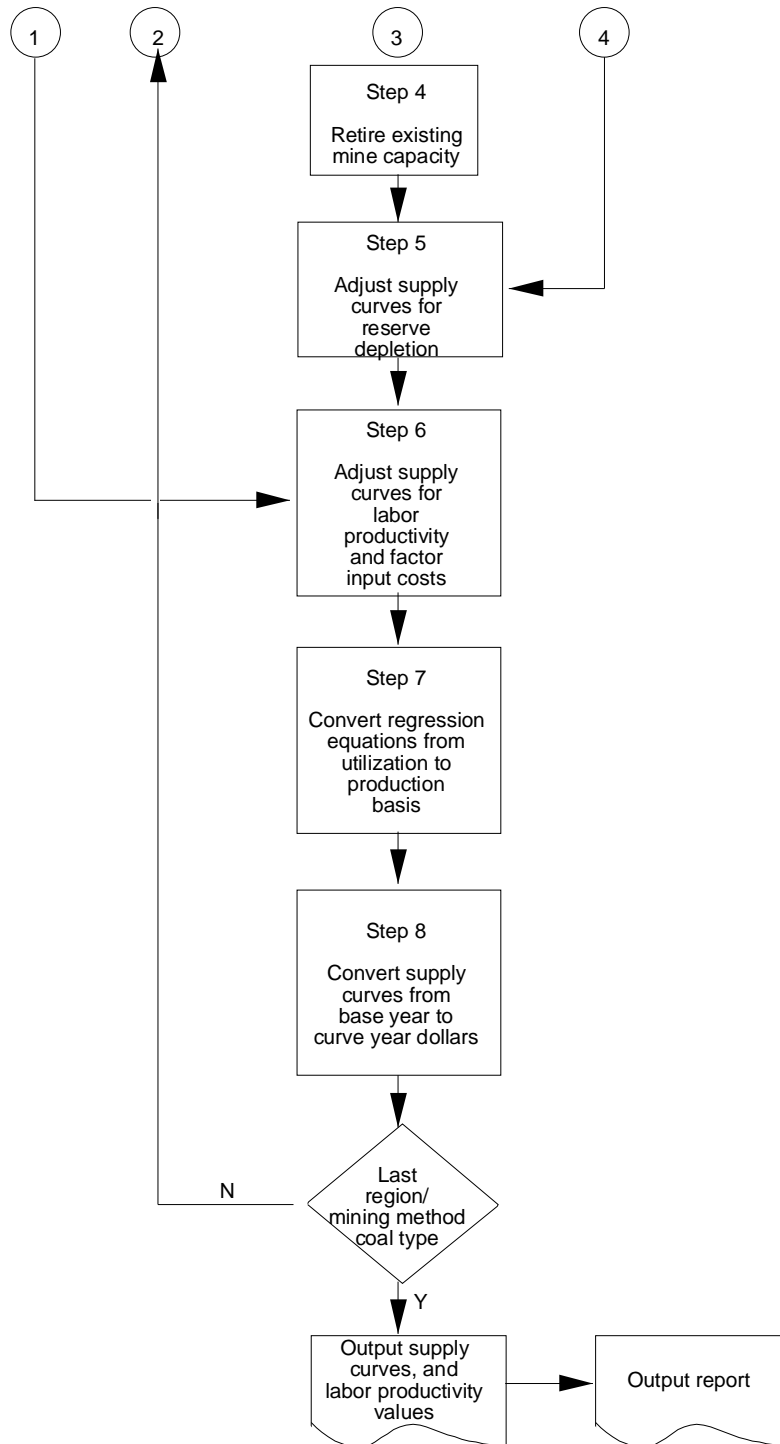 1
2
3
4
Step 4
Retire existing
mine capacity
Step 5
Adjust supply
curves for
reserve
depletion
Step 6
Adjust supply
curves for
labor
productivity
and factor
input costs
Step 7
Convert regression
equations from
utilization to
production
basis
Step 8
Convert supply
curves from
base year to
curve year dollars
Last
region/
mining method
coal type
N
Y
Output supply
curves, and
labor productivity
values
Output report